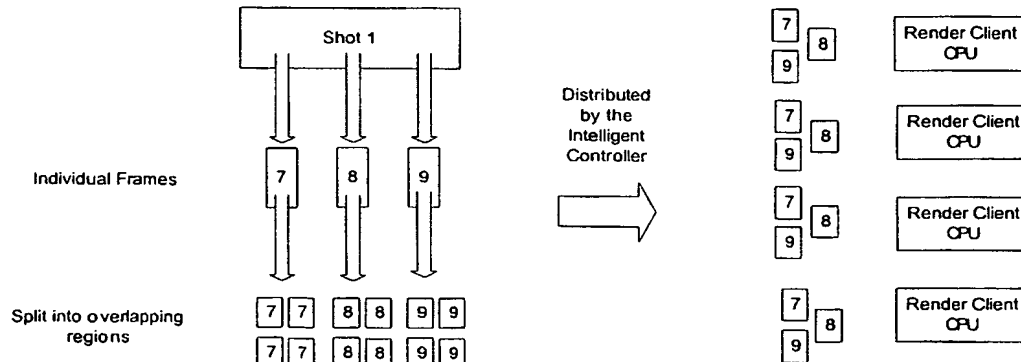 Shot 1
Individual Frames
7 8 9
Split into overlapping
regions
7 7 8 8 9 9
7 7 8 8 9 9
Distributed
by the
Intelligent
Controller
7
8
9
Render Client
CPU
7
8
9
Render Client
CPU
7
8
9
Render Client
CPU
7
8
9
Render Client
CPU